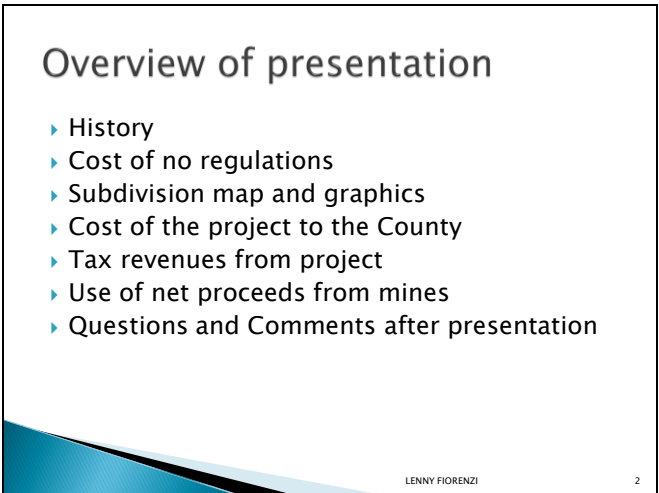 Overview of presentation
History
Cost of no regulations
Subdivision map and graphics
Cost of the project to the County
Tax revenues from project
Use of net proceeds from mines
Questions and Comments after presentation
LENNY FIORENZI 2